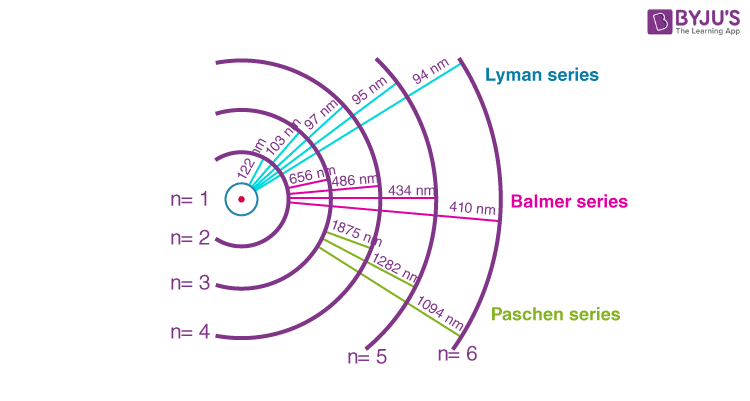 BYJU'S
The Learning App
Lyman series
122 nm
103 nm
97 nm
95 nm
94 nm
Balmer series
656 nm
486 nm
434 nm
410 nm
Paschen series
1875 nm
1282 nm
1094 nm
n= 1
n= 2
n= 3
n= 4
n= 5
n= 6